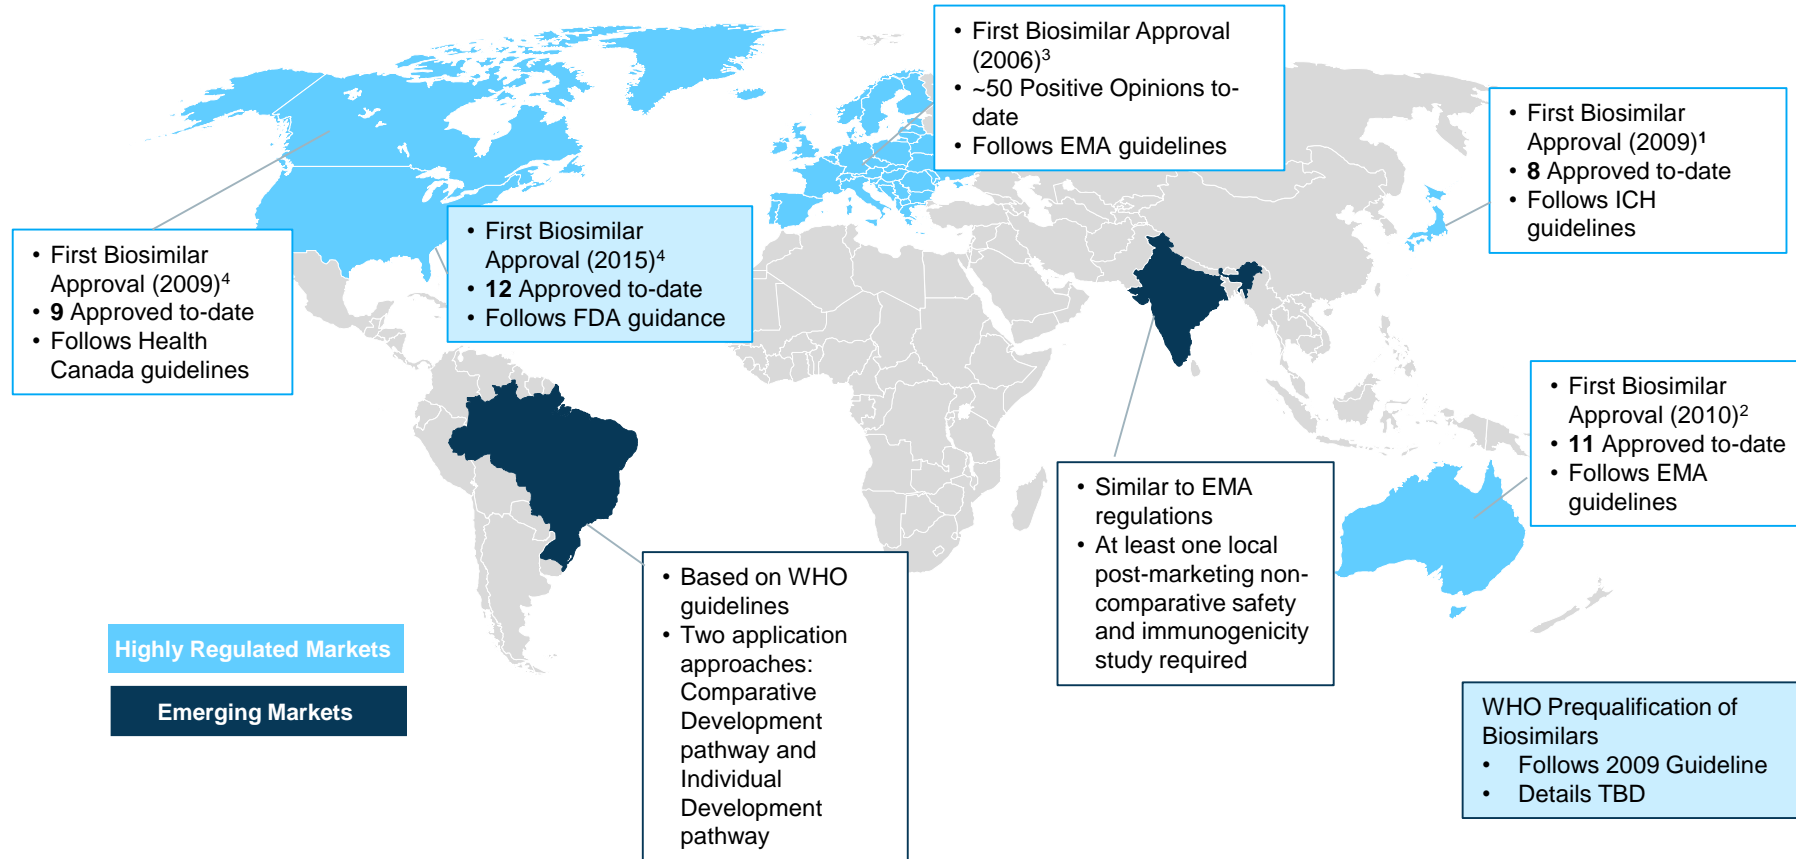 • First Biosimilar Approval
(2006)3
• ~50 Positive Opinions to-
date
• Follows EMA guidelines
• First Biosimilar
Approval (2009)1
• 8 Approved to-date
• Follows ICH
guidelines
• First Biosimilar
Approval (2009)4
• 9 Approved to-date
• Follows Health
Canada guidelines
• First Biosimilar
Approval (2015)4
• 12 Approved to-date
• Follows FDA guidance
• First Biosimilar
Approval (2010)2
• 11 Approved to-date
• Follows EMA
guidelines
• Similar to EMA
regulations
• At least one local
post-marketing non-
comparative safety
and immunogenicity
study required
• Based on WHO
guidelines
• Two application
approaches:
Comparative
Development
pathway and
Individual
Development
pathway
Highly Regulated Markets
Emerging Markets
WHO Prequalification of
Biosimilars
• Follows 2009 Guideline
• Details TBD